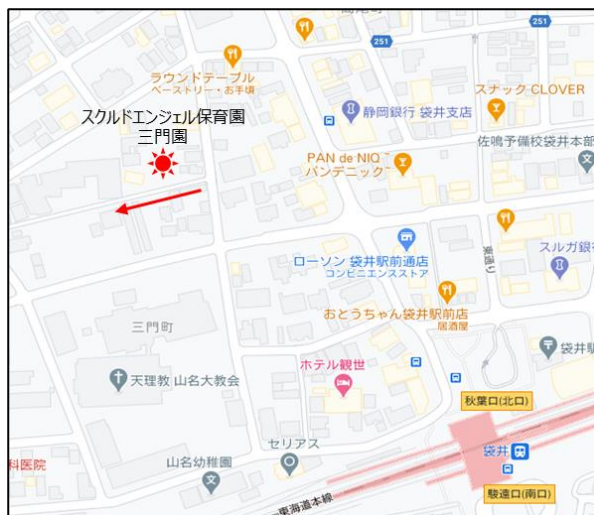 251
251
ラウンドテーブル
ペーストリー・お手頃
スナック CLOVER
スクルドエンジェル保育園
三門園
静岡銀行 袋井支店
佐鳴予備校袋井本部
PAN de NIQ ~
パンデニック~
ローソン 袋井駅前通店
コンビニエンスストア
東通り
スルガ銀
おとうちゃん袋井駅前店
居酒屋
三門町
袋井駅
天理教 山名大教会
ホテル観世
秋葉口(北口)
セリアス
袋井
科医院
山名幼稚園
駿遠口(南口)
東海道本線